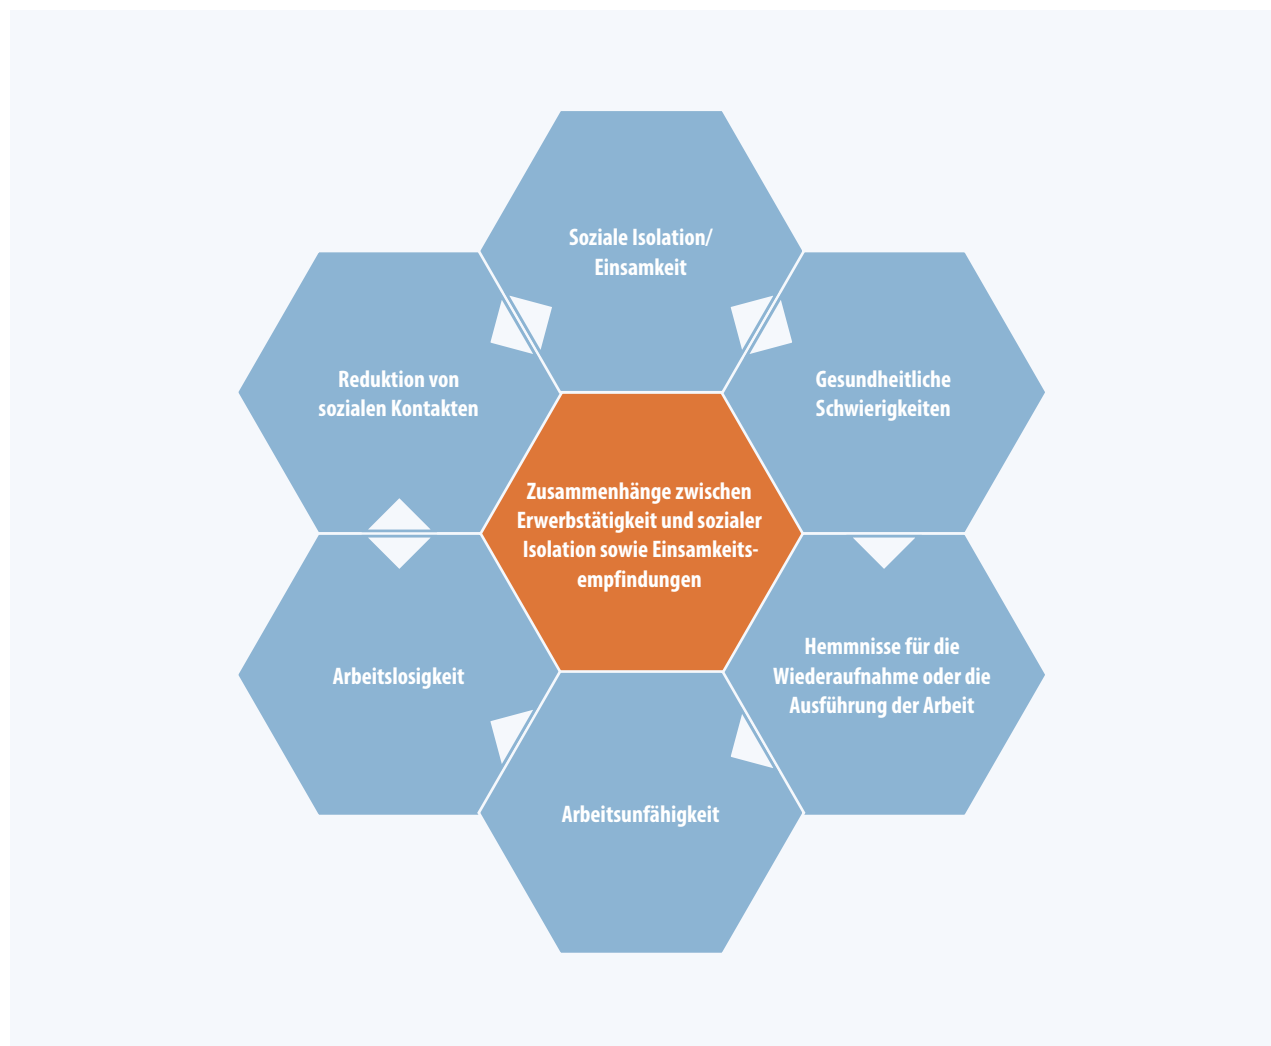 Soziale Isolation/
Einsamkeit
Reduktion von
sozialen Kontakten
Gesundheitliche
Schwierigkeiten
Zusammenhänge zwischen
Erwerbstätigkeit und sozialer
Isolation sowie Einsamkeits-
empfindungen
Arbeitslosigkeit
Hemmnisse für die
Wiederaufnahme oder die
Ausführung der Arbeit
Arbeitsunfähigkeit